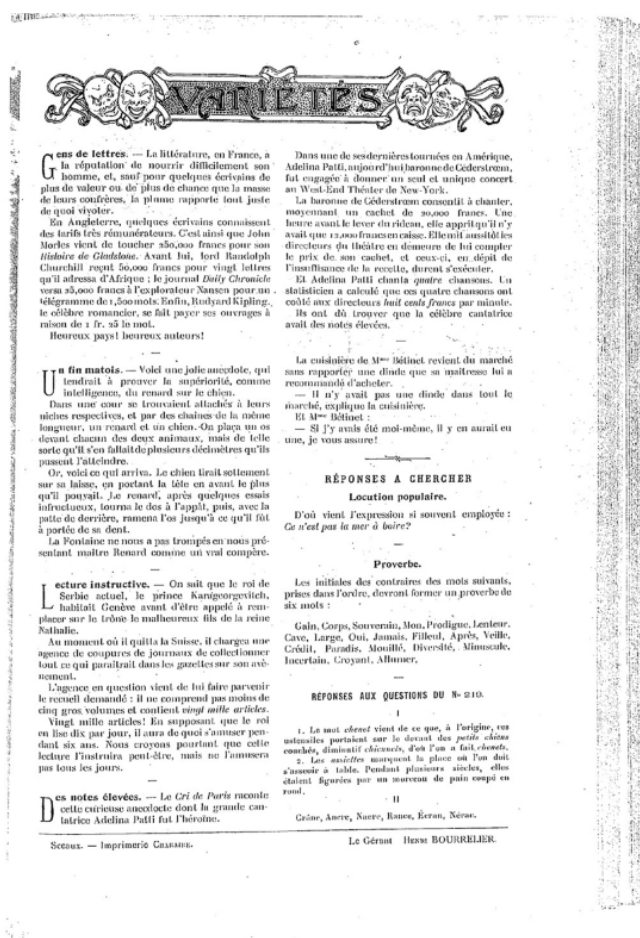 VARIÉTÉS
Gens de lettres. — La littérature, en France, a
la réputation de nourrir difficilement son
homme, et, sauf pour quelques écrivains de
plus de valeur ou de plus de chance que la masse
de leurs confrères, la plume rapporte tout juste
de quoi vivoter.
En Angleterre, quelques écrivains connaissent
des tarifs très rémunérateurs. C'est ainsi que John
Morles vient de toucher 250,000 francs pour son
Histoire de Gladstone. Avant lui, lord Randolph
Churchill reçut 50,000 francs pour vingt lettres
qu'il adressa d'Afrique ; le journal Daily Chronicle
versa 25,000 francs à l'explorateur Nansen pour un
télégramme de 1,500 mots. Enfin, Rudyard Kipling,
le célèbre romancier, se fait payer ses ouvrages à
raison de 1 fr. 25 le mot.
Heureux pays! heureux auteurs!
—
Un fin matois. — Voici une jolie anecdote, qui
tendrait à prouver la supériorité, comme
intelligence, du renard sur le chien.
Dans une cour se trouvaient attachés à leurs
niches respectives, et par des chaînes de la même
longueur, un renard et un chien. On plaça un os
devant chacun des deux animaux, mais de telle
sorte qu'il s'en fallait de plusieurs décimètres qu'ils
pussent l'atteindre.
Or, voici ce qui arriva. Le chien tirait sottement
sur sa laisse, en portant la tête en avant le plus
qu'il pouvait. Le renard, après quelques essais
infructueux, tourna le dos à l'appât, puis, avec la
patte de derrière, ramena l'os jusqu'à ce qu'il fût
à portée de sa dent.
La Fontaine ne nous a pas trompés en nous pré-
sentant maître Renard comme un vrai compère.
—
Lecture instructive. — On sait que le roi de
Serbie actuel, le prince Karageorgevitch,
habitait Genève avant d'être appelé à rem-
placer sur le trône le malheureux fils de la reine
Nathalie.
Au moment où il quitta la Suisse, il chargea une
agence de coupures de journaux de collectionner
tout ce qui paraîtrait dans les gazettes sur son avè-
nement.
L'agence en question vient de lui faire parvenir
le recueil demandé : il ne comprend pas moins de
cinq gros volumes et contient vingt mille articles.
Vingt mille articles! En supposant que le roi
en lise dix par jour, il aura de quoi s'amuser pen-
dant six ans. Nous croyons pourtant que cette
lecture l'instruira peut-être, mais ne l'amusera
pas tous les jours.
—
Des notes élevées. — Le Cri de Paris raconte
cette curieuse anecdocte dont la grande can-
tatrice Adelina Patti fut l'héroïne.
Dans une de ses dernières tournées en Amérique,
Adelina Patti, aujourd'hui baronne de Céderstrœm,
fut engagée à donner un seul et unique concert
au West-End Théâter de New-York.
La baronne de Céderstrœm consentit à chanter,
moyennant un cachet de 20,000 francs. Une
heure avant le lever du rideau, elle apprit qu'il n'y
avait que 12,000 francs en caisse. Elle mit aussitôt les
directeurs du théâtre en demeure de lui compter
le prix de son cachet, et ceux-ci, en dépit de
l'insuffisance de la recette, durent s'exécuter.
Et Adelina Patti chanta quatre chansons. Un
statisticien a calculé que ces quatre chansons ont
coûté aux directeurs huit cents francs par minute.
Ils ont dû trouver que la célèbre cantatrice
avait des notes élevées.
—
La cuisinière de Mme Bétinet revient du marché
sans rapporter une dinde que sa maîtresse lui a
recommandé d'acheter.
— Il n'y avait pas une dinde dans tout le
marché, explique la cuisinière.
Et Mme Bétinet :
— Si j'y avais été moi-même, il y en aurait eu
une, je vous assure!
RÉPONSES A CHERCHER
Locution populaire.
D'où vient l'expression si souvent employée :
Ce n'est pas la mer à boire?
—
Proverbe.
Les initiales des contraires des mots suivants,
prises dans l'ordre, devront former un proverbe de
six mots :
Gain, Corps, Souverain, Mon, Prodigue, Lenteur,
Cave, Large, Oui, Jamais, Filleul, Après, Veille,
Crédit, Paradis, Mouillé, Diversité, Minuscule,
Incertain, Croyant, Allumer,
—
RÉPONSES AUX QUESTIONS DU No 219.
I
1. Le mot chenet vient de ce que, à l'origine, ces
ustensiles portaient sur le devant des petits chiens
couchés, diminutif chiennets, d'où l'on a fait chenets.
2. Les assiettes marquent la place où l'on doit
s'asseoir à table. Pendant plusieurs siècles, elles
étaient figurées par un morceau de pain coupé en
rond.
II
Crâne, Ancre, Nacre, Rance, Écran, Nérac.
Sceaux. — Imprimerie CHARAIRE.
Le Gérant HENRI BOURRELIER.